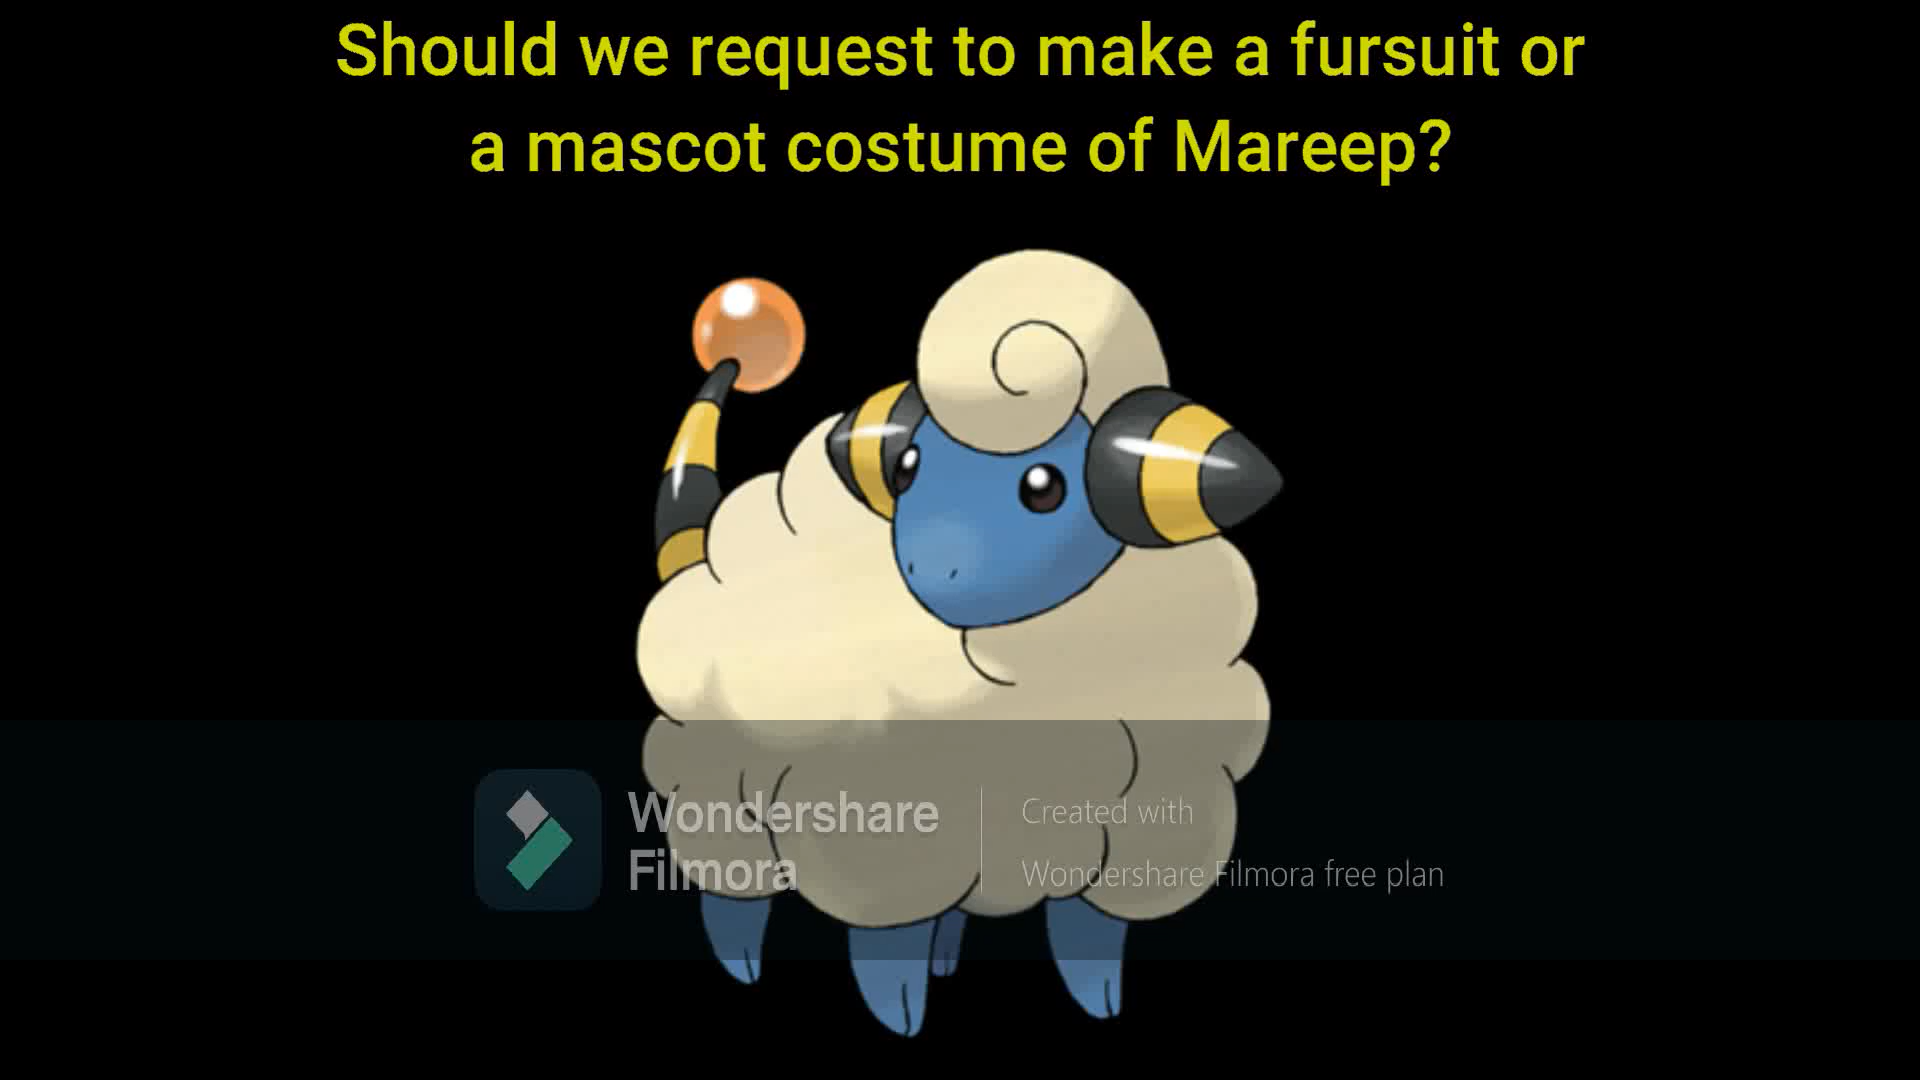 Should we request to make a fursuit or
a mascot costume of Mareep?
Wondershare
Filmora
Created with
Wondershare Filmora free plan